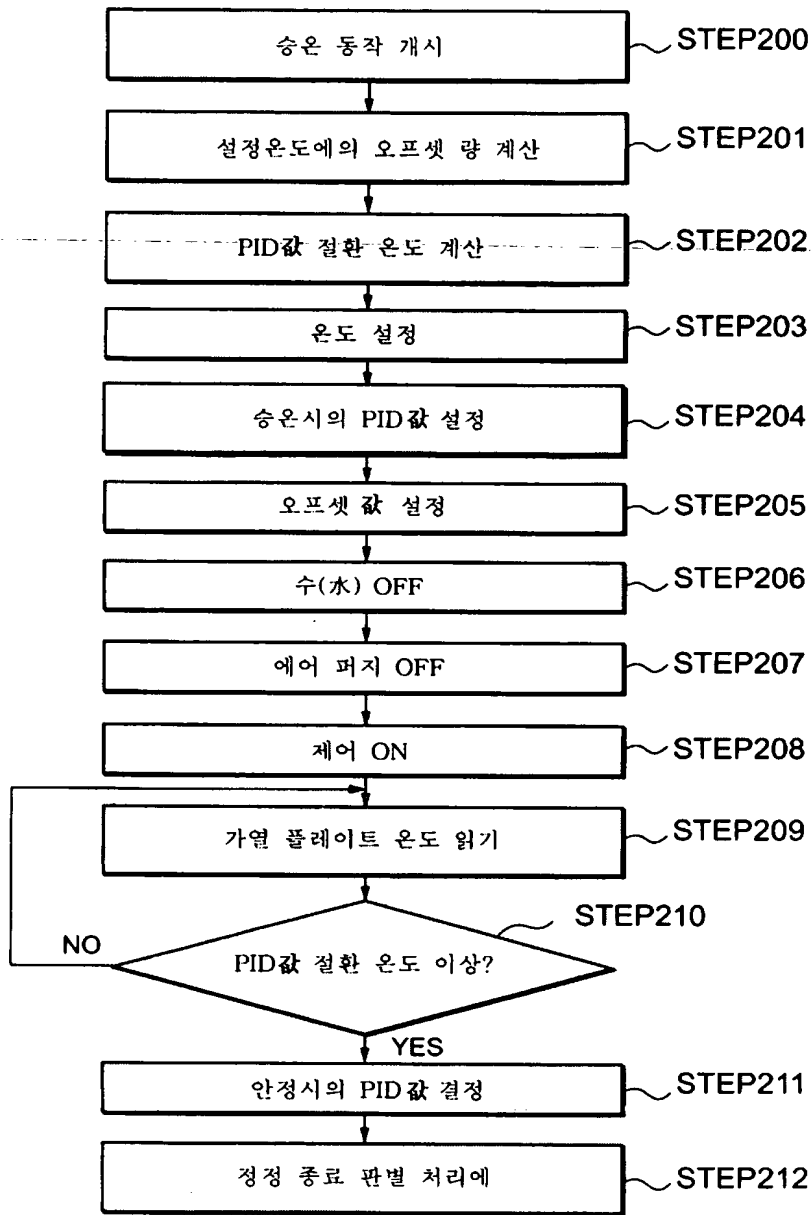 승온 동작 개시
STEP200
설정온도에의 오프셋 량 계산
STEP201
PID값 절환 온도 계산
STEP202
온도 설정
STEP203
승온시의 PID값 설정
STEP204
오프셋 값 설정
STEP205
수(水) OFF
STEP206
에어 퍼지 OFF
STEP207
제어 ON
STEP208
가열 플레이트 온도 읽기
STEP209
STEP210
NO
PID값 절환 온도 이상?
YES
안정시의 PID값 결정
STEP211
정정 종료 판별 처리에
STEP212